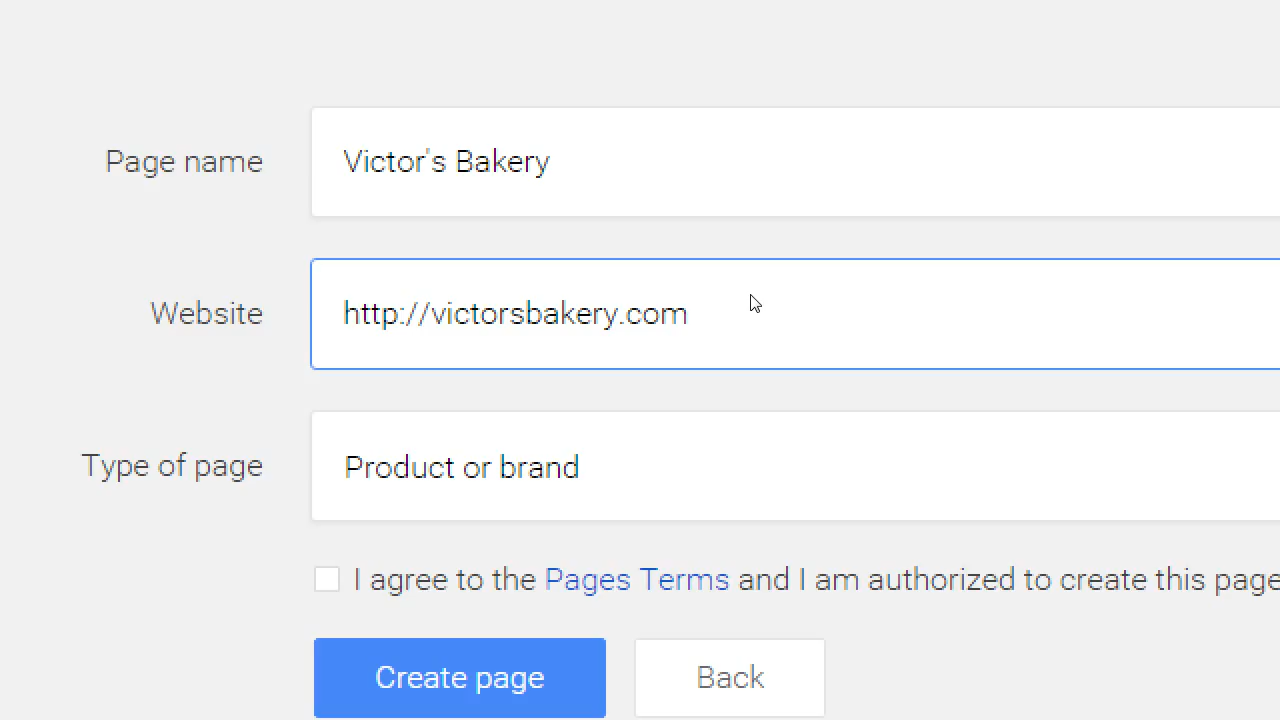 Page name
Victor's Bakery
Website
http://victorsbakery.com
Type of page
Product or brand
I agree to the Pages Terms and I am authorized to create this page
Create page
Back